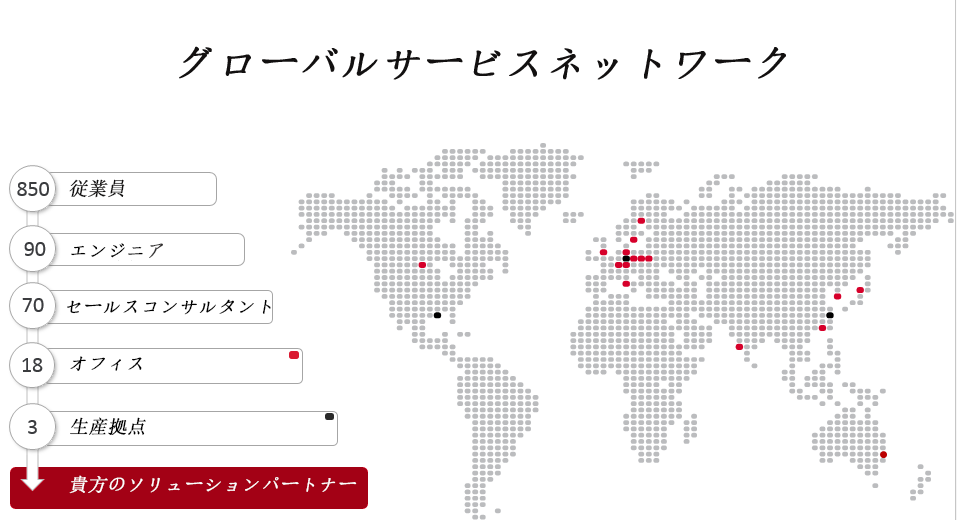 グローバルサービスネットワーク
850 従業員
90 エンジニア
70 セールスコンサルタント
18 オフィス
3 生産拠点
貴方のソリューションパートナー